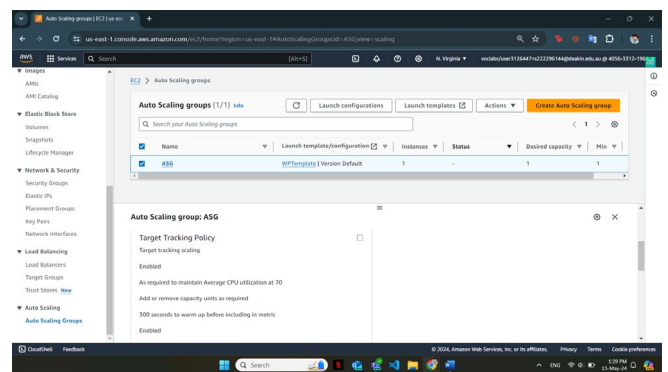 Auto Scaling groups | EC2 | us-eas
us-east-1.console.aws.amazon.com/ec2/home?region=us-east-1#AutoScalingGroups:id=ASG;view=scaling
aws Services Search [Alt+S] N. Virginia
Images
AMIs
AMI Catalog
Elastic Block Store
Volumes
Snapshots
Lifecycle Manager
Network & Security
Security Groups
Elastic IPs
Placement Groups
Key Pairs
Network Interfaces
Load Balancing
Load Balancers
Target Groups
Trust Stores New
Auto Scaling
Auto Scaling Groups
EC2 > Auto Scaling groups
Auto Scaling groups (1/1) Info Launch configurations Launch templates Actions Create Auto Scaling group
Search your Auto Scaling groups 1
Name Launch template/configuration Instances Status Desired capacity Min
ASG WPTemplate | Version Default 1 - 1 1
Auto Scaling group: ASG
Target Tracking Policy
Target tracking scaling
Enabled
As required to maintain Average CPU utilization at 70
Add or remove capacity units as required
300 seconds to warm up before including in metric
Enabled
CloudShell Feedback © 2024, Amazon Web Services, Inc. or its affiliates. Privacy Terms Cookie preferences
Search ENG 1:29 PM
15-May-24